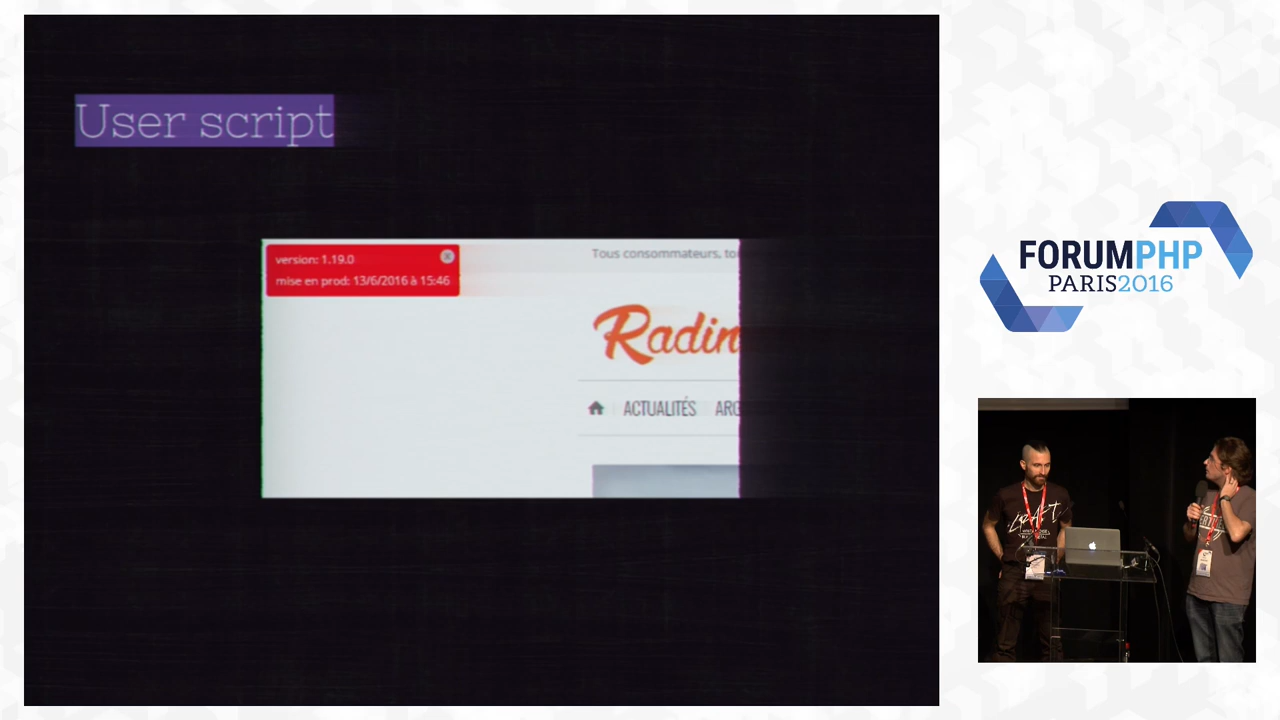 User script
version: 1.19.0
mise en prod: 13/6/2016 à 15:46
Tous consommateurs,
Radin
ACTUALITÉS
FORUMPHP
PARIS2016